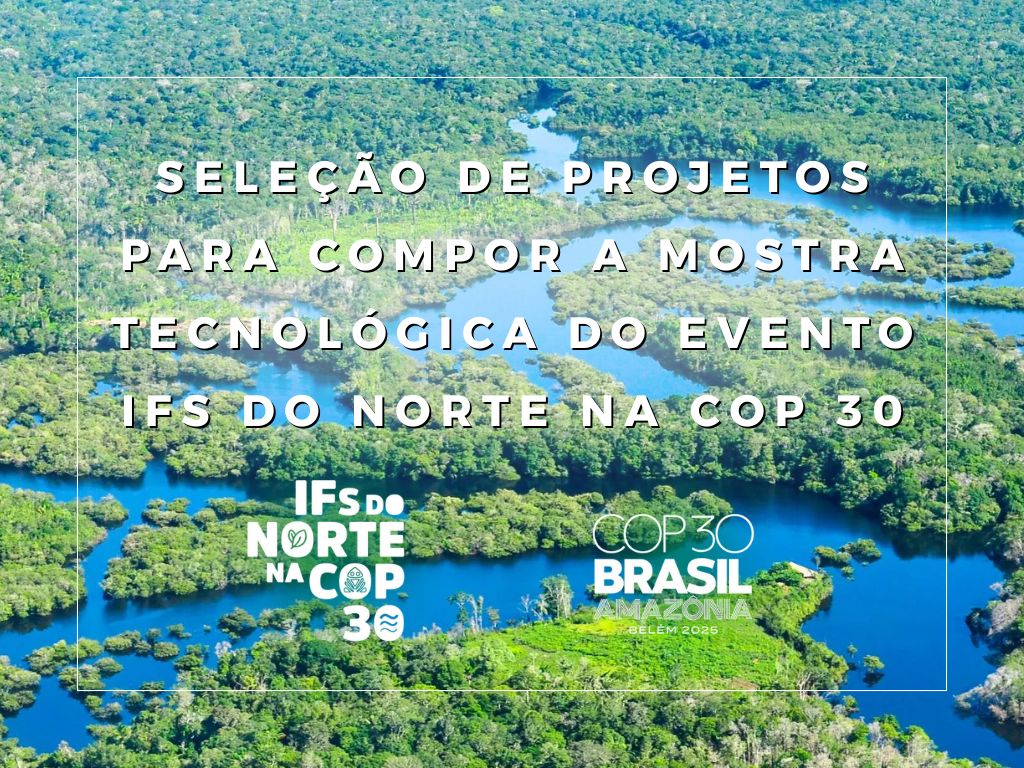 SELEÇÃO DE PROJETOS
PARA COMPOR A MOSTRA
TECNOLÓGICA DO EVENTO
IFS DO NORTE NA COP 30
IFs DO
NORTE
NA COP
30
COP30
BRASIL
AMAZÔNIA
BELÉM 2025